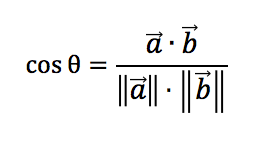 cos θ = (a⃗ · b⃗) / (‖a⃗‖ · ‖b⃗‖)